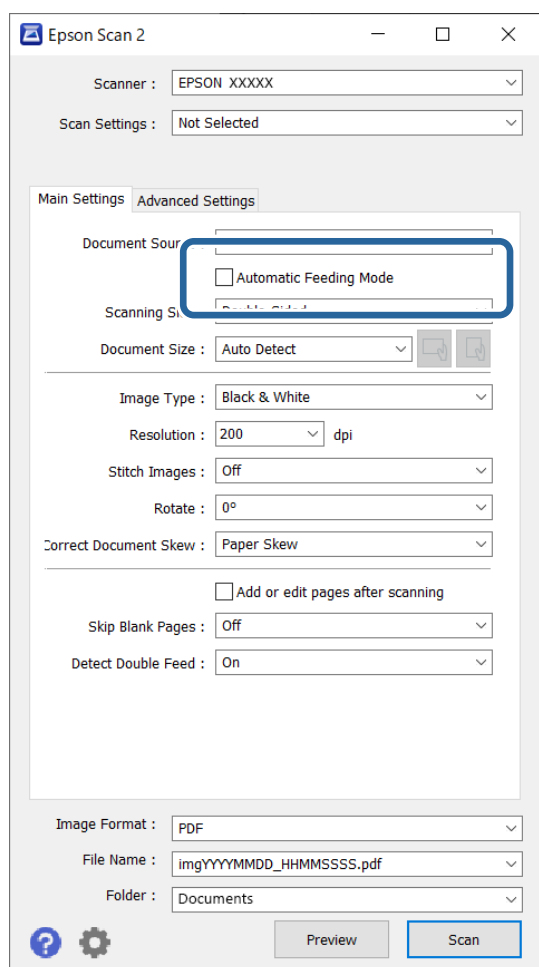 Epson Scan 2
Scanner : EPSON XXXXX
Scan Settings : Not Selected
Main Settings Advanced Settings
Document
Automatic Feeding Mode
Scanning
Document Size : Auto Detect
Image Type : Black & White
Resolution : 200 dpi
Stitch Images : Off
Rotate : 0°
Correct Document Skew : Paper Skew
Add or edit pages after scanning
Skip Blank Pages : Off
Detect Double Feed : On
Image Format : PDF
File Name : imgYYYYMMDD_HHMMSSSS.pdf
Folder : Documents
Preview Scan